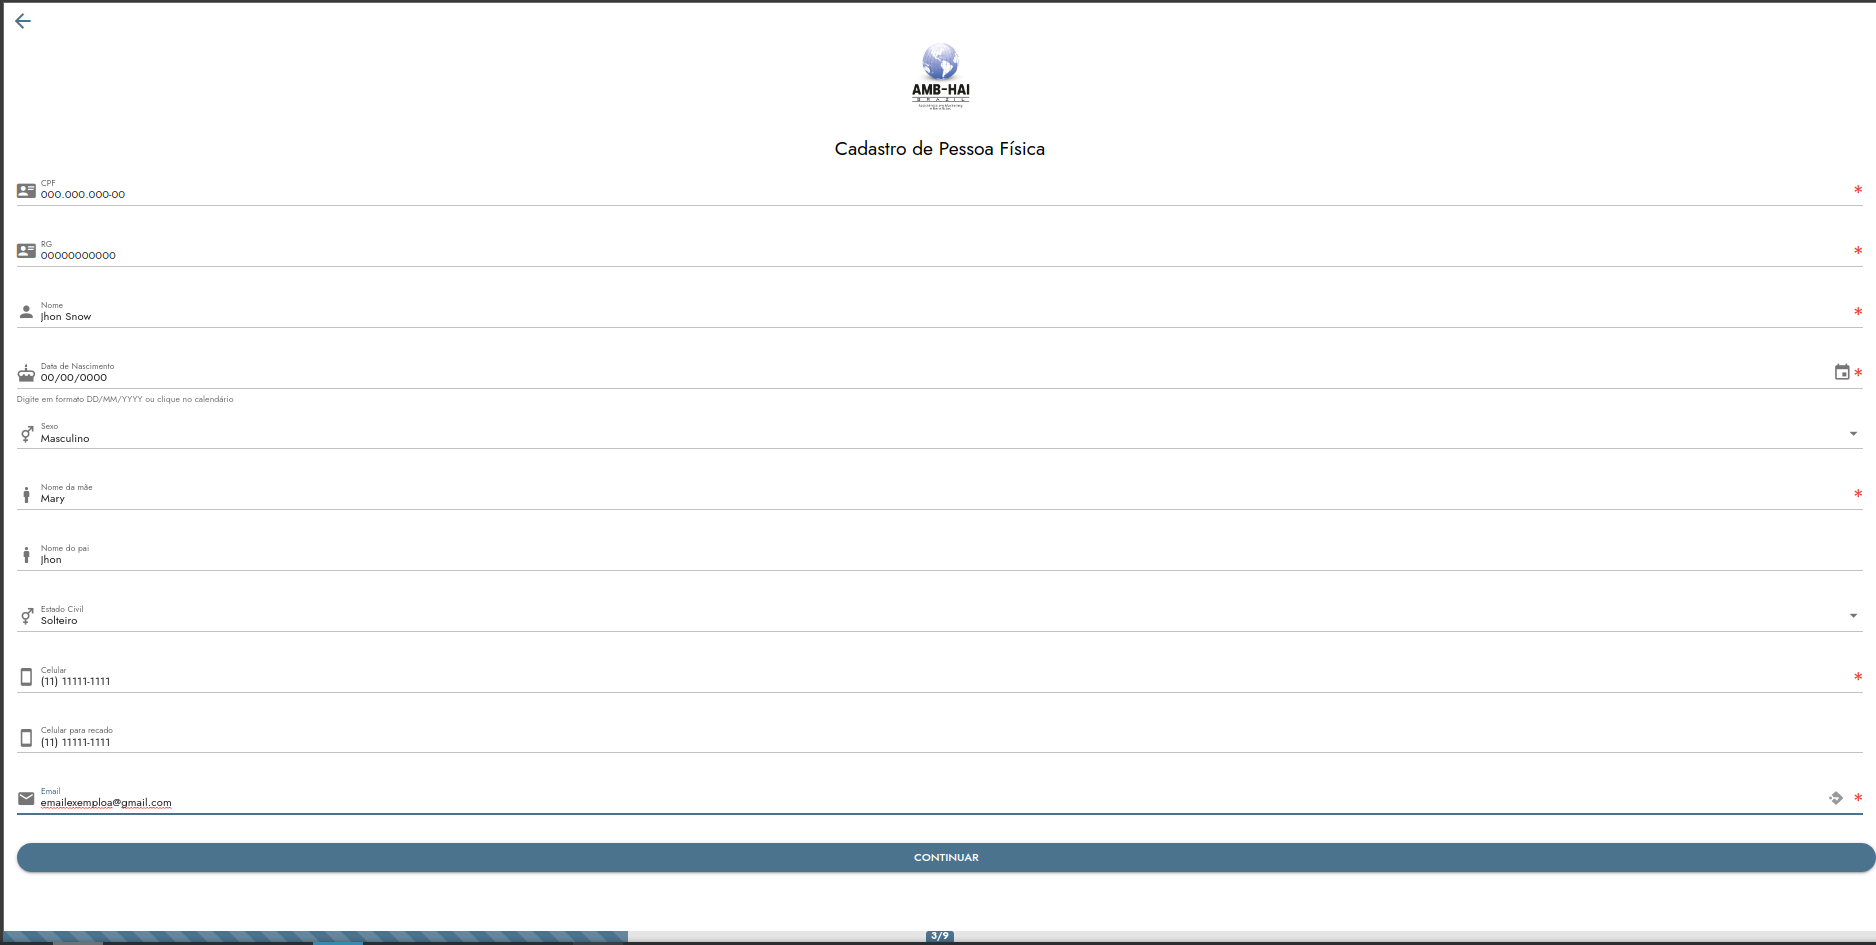 AMB-HAI
BRAZIL
Cadastro de Pessoa Física
CPF
000.000.000-00
*
RG
00000000000
*
Nome
Jhon Snow
*
Data de Nascimento
00/00/0000
*
Digite em formato DD/MM/YYYY ou clique no calendário
Sexo
Masculino
Nome da mãe
Mary
*
Nome do pai
Jhon
Estado Civil
Solteiro
Celular
(11) 11111-1111
*
Celular para recado
(11) 11111-1111
Email
emailexemploa@gmail.com
*
CONTINUAR
3/9